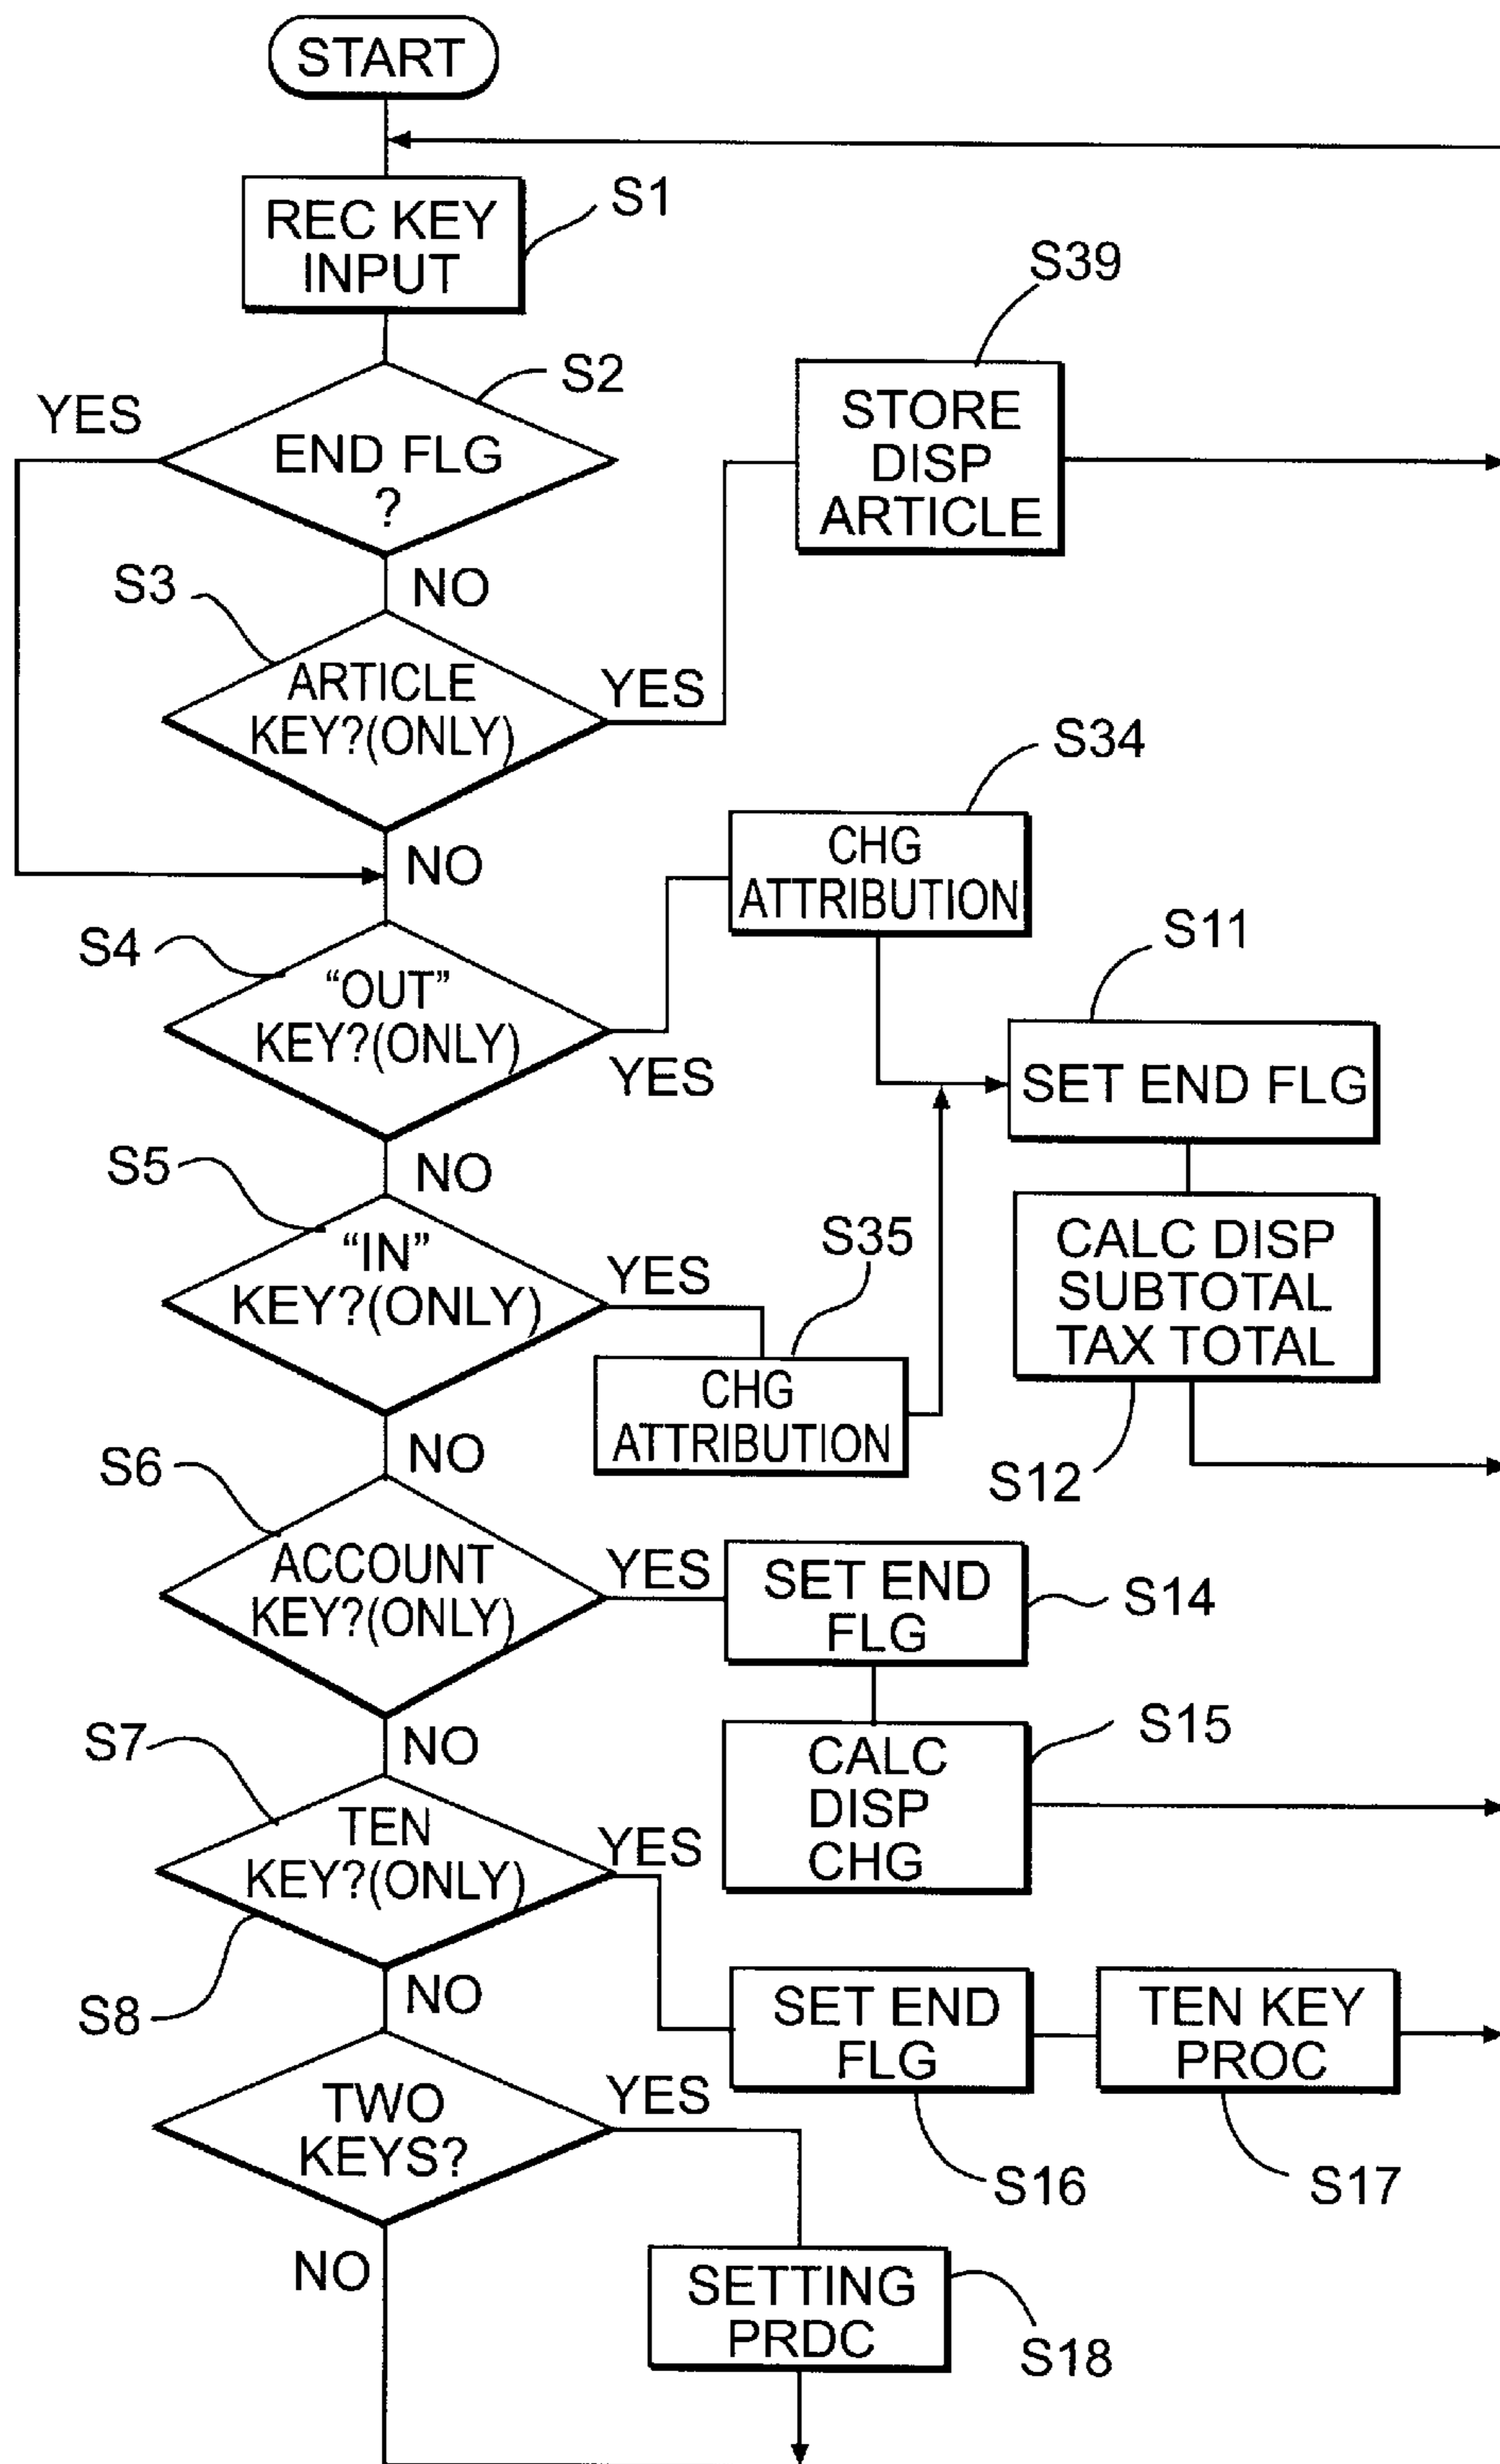 START
REC KEY
INPUT
S1
S39
S2
YES
END FLG
?
STORE
DISP
ARTICLE
S3
NO
ARTICLE
KEY?(ONLY)
YES
S34
NO
CHG
ATTRIBUTION
S4
S11
“OUT”
KEY?(ONLY)
YES
SET END FLG
S5
NO
“IN”
KEY?(ONLY)
YES
S35
CALC DISP
SUBTOTAL
TAX TOTAL
CHG
ATTRIBUTION
NO
S6
S12
ACCOUNT
KEY?(ONLY)
YES
SET END
FLG
S14
S7
NO
S15
CALC
DISP
CHG
TEN
KEY?(ONLY)
YES
S8
NO
SET END
FLG
TEN KEY
PROC
TWO
KEYS?
YES
S16
S17
NO
SETTING
PRDC
S18